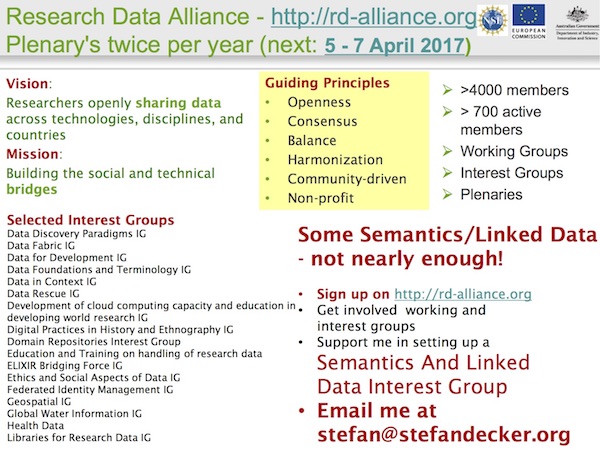 Research Data Alliance - http://rd-alliance.org
Plenary's twice per year (next: 5 - 7 April 2017)
NSF
EUROPEAN
COMMISSION
Australian Government
Department of Industry,
Innovation and Science
Vision:
Researchers openly sharing data
across technologies, disciplines, and
countries
Mission:
Building the social and technical
bridges
Guiding Principles
• Openness
• Consensus
• Balance
• Harmonization
• Community-driven
• Non-profit
➢ >4000 members
➢ > 700 active
members
➢ Working Groups
➢ Interest Groups
➢ Plenaries
Selected Interest Groups
Data Discovery Paradigms IG
Data Fabric IG
Data for Development IG
Data Foundations and Terminology IG
Data in Context IG
Data Rescue IG
Development of cloud computing capacity and education in
developing world research IG
Digital Practices in History and Ethnography IG
Domain Repositories Interest Group
Education and Training on handling of research data
ELIXIR Bridging Force IG
Ethics and Social Aspects of Data IG
Federated Identity Management IG
Geospatial IG
Global Water Information IG
Health Data
Libraries for Research Data IG
Some Semantics/Linked Data
- not nearly enough!
• Sign up on http://rd-alliance.org
• Get involved working and
interest groups
• Support me in setting up a
Semantics And Linked
Data Interest Group
• Email me at
stefan@stefandecker.org